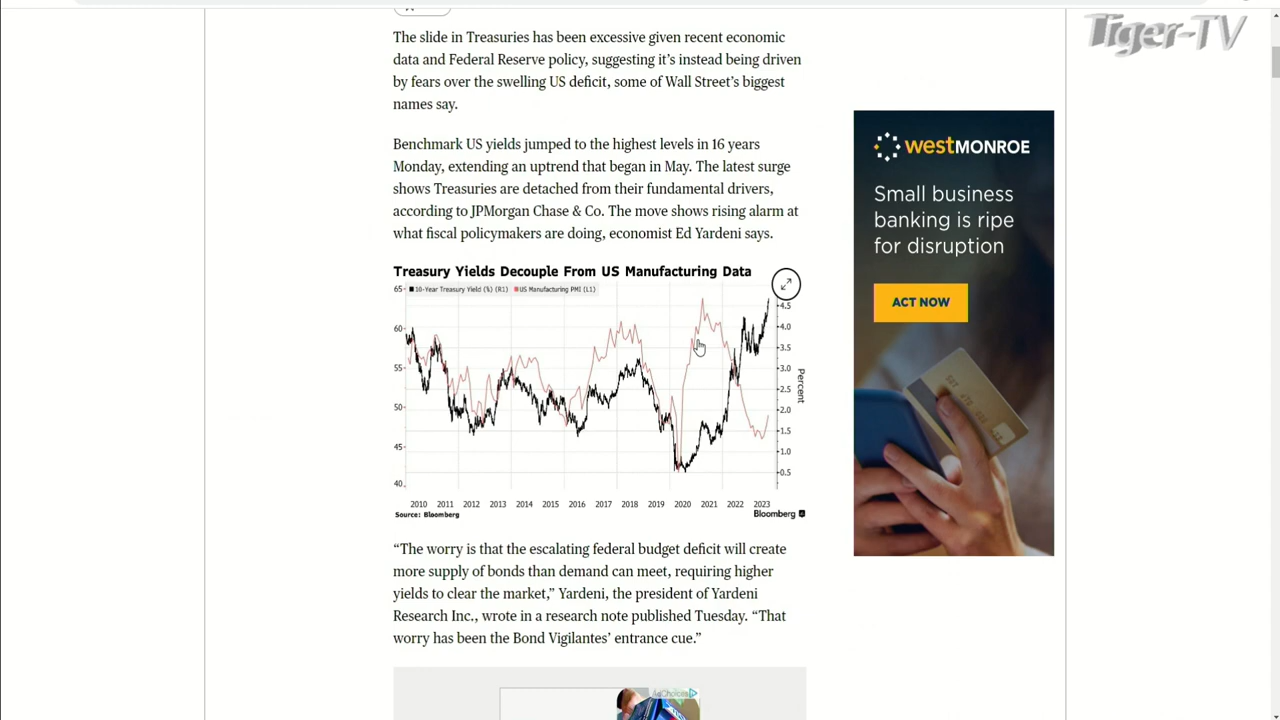 Tiger-TV
The slide in Treasuries has been excessive given recent economic
data and Federal Reserve policy, suggesting it’s instead being driven
by fears over the swelling US deficit, some of Wall Street’s biggest
names say.
Benchmark US yields jumped to the highest levels in 16 years
Monday, extending an uptrend that began in May. The latest surge
shows Treasuries are detached from their fundamental drivers,
according to JPMorgan Chase & Co. The move shows rising alarm at
what fiscal policymakers are doing, economist Ed Yardeni says.
Treasury Yields Decouple From US Manufacturing Data
10-Year Treasury Yield (%) (R1) US Manufacturing PMI (L1)
65
60
55
50
45
40
4.5
4.0
3.5
3.0
2.5
2.0
1.5
1.0
0.5
Percent
2010 2011 2012 2013 2014 2015 2016 2017 2018 2019 2020 2021 2022 2023
Source: Bloomberg
Bloomberg
“The worry is that the escalating federal budget deficit will create
more supply of bonds than demand can meet, requiring higher
yields to clear the market,” Yardeni, the president of Yardeni
Research Inc., wrote in a research note published Tuesday. “That
worry has been the Bond Vigilantes’ entrance cue.”
AdChoices
westMONROE
Small business
banking is ripe
for disruption
ACT NOW